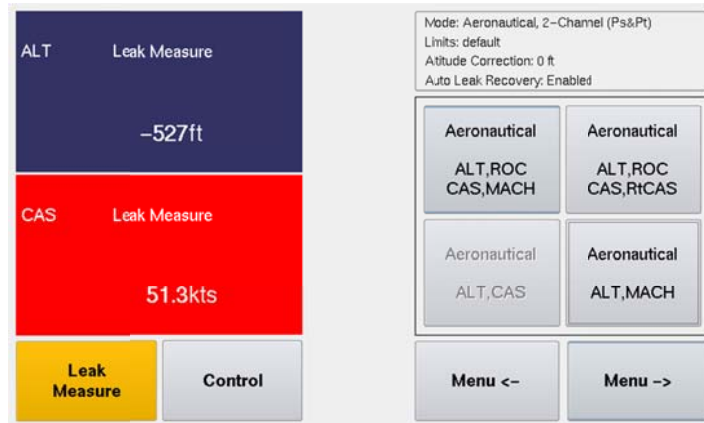 ALT Leak Measure
-527ft
CAS Leak Measure
51.3kts
Leak
Measure
Control
Mode: Aeronautical, 2-Channel (Ps&Pt)
Limits: default
Atitude Correction: 0 ft
Auto Leak Recovery: Enabled
Aeronautical
ALT,ROC
CAS,MACH
Aeronautical
ALT,ROC
CAS,RtCAS
Aeronautical
ALT,CAS
Aeronautical
ALT,MACH
Menu <-
Menu ->